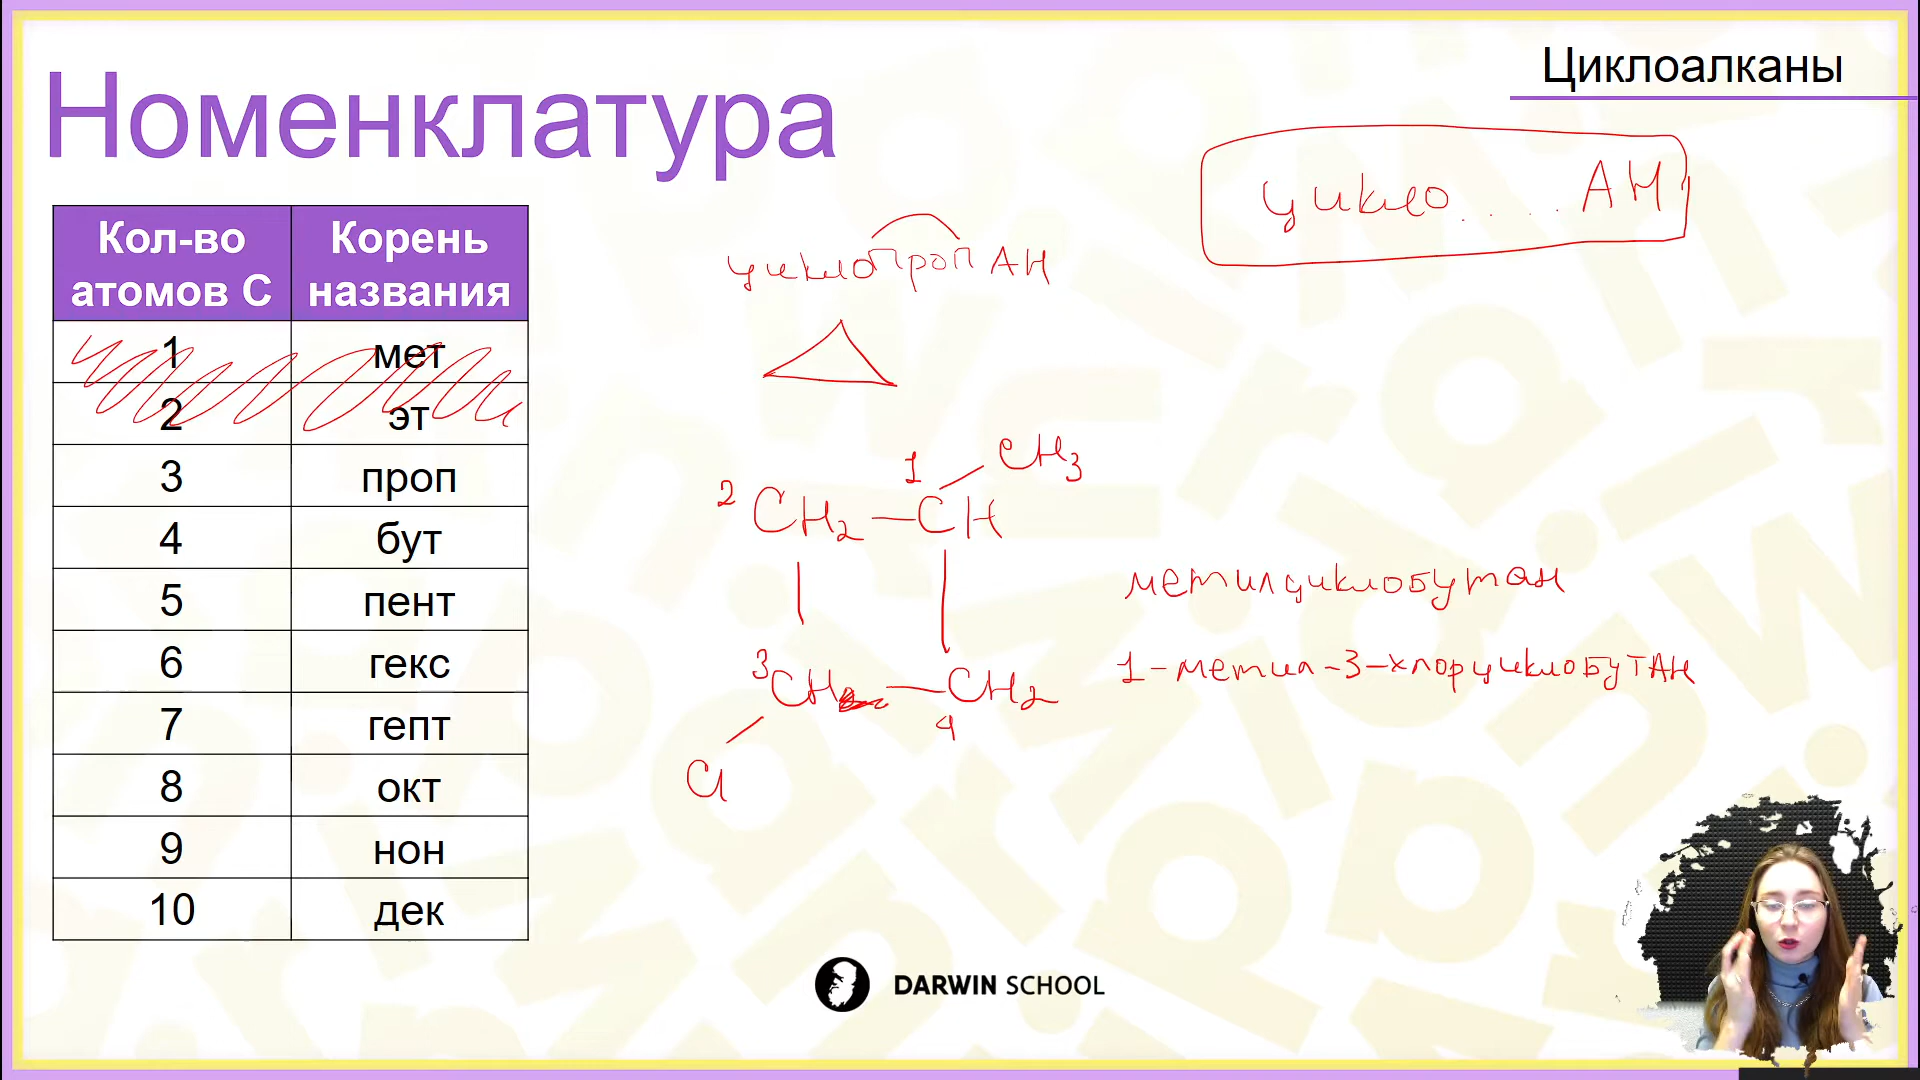 Циклоалканы
Номенклатура
цикло.....АН
Кол-во атомов С Корень названия
1 мет
2 эт
3 проп
4 бут
5 пент
6 гекс
7 гепт
8 окт
9 нон
10 дек
циклопропАН
1 CH3
2 CH2 — CH
3 CH — CH2
4
Cl
метилциклобутан
1-метил-3-хлорциклобутАН
DARWIN SCHOOL